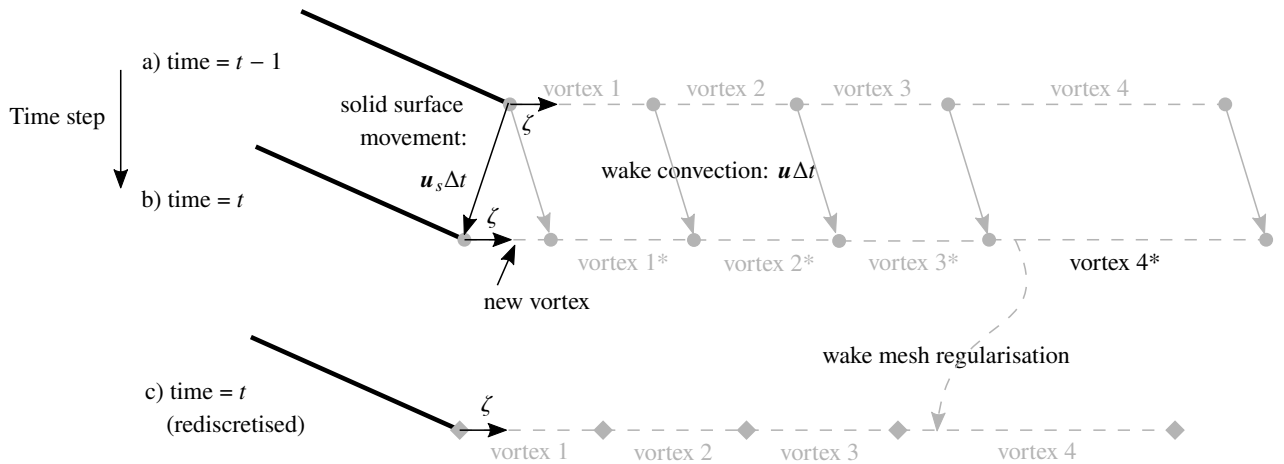 a) time = t − 1
Time step
solid surface
movement:
u_sΔt
ζ
vortex 1
vortex 2
vortex 3
vortex 4
wake convection: uΔt
b) time = t
ζ
vortex 1*
vortex 2*
vortex 3*
vortex 4*
new vortex
wake mesh regularisation
c) time = t
(rediscretised)
ζ
vortex 1
vortex 2
vortex 3
vortex 4